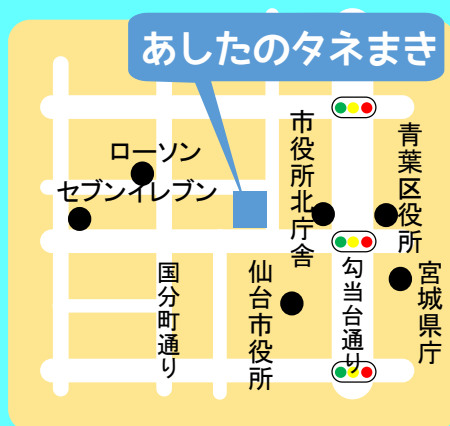 あしたのタネまき
ローソン
セブンイレブン
市役所北庁舎
青葉区役所
国分町通り
仙台市役所
勾当台通り
宮城県庁